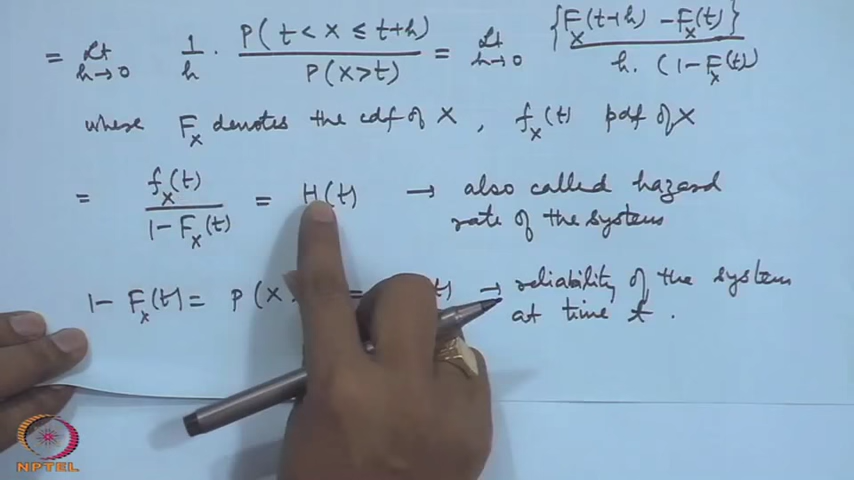 = Lt h→0 1/h · P(t < X ≤ t+h) / P(X>t) = Lt h→0 {F_X(t+h) - F_X(t)} / h. (1-F_X(t))
where F_X denotes the cdf of X, f_X(t) pdf of X
= f_X(t) / 1-F_X(t) = H(t) → also called hazard
rate of the system
1- F_X(t) = P(X = t) → reliability of the system
at time t.
NPTEL